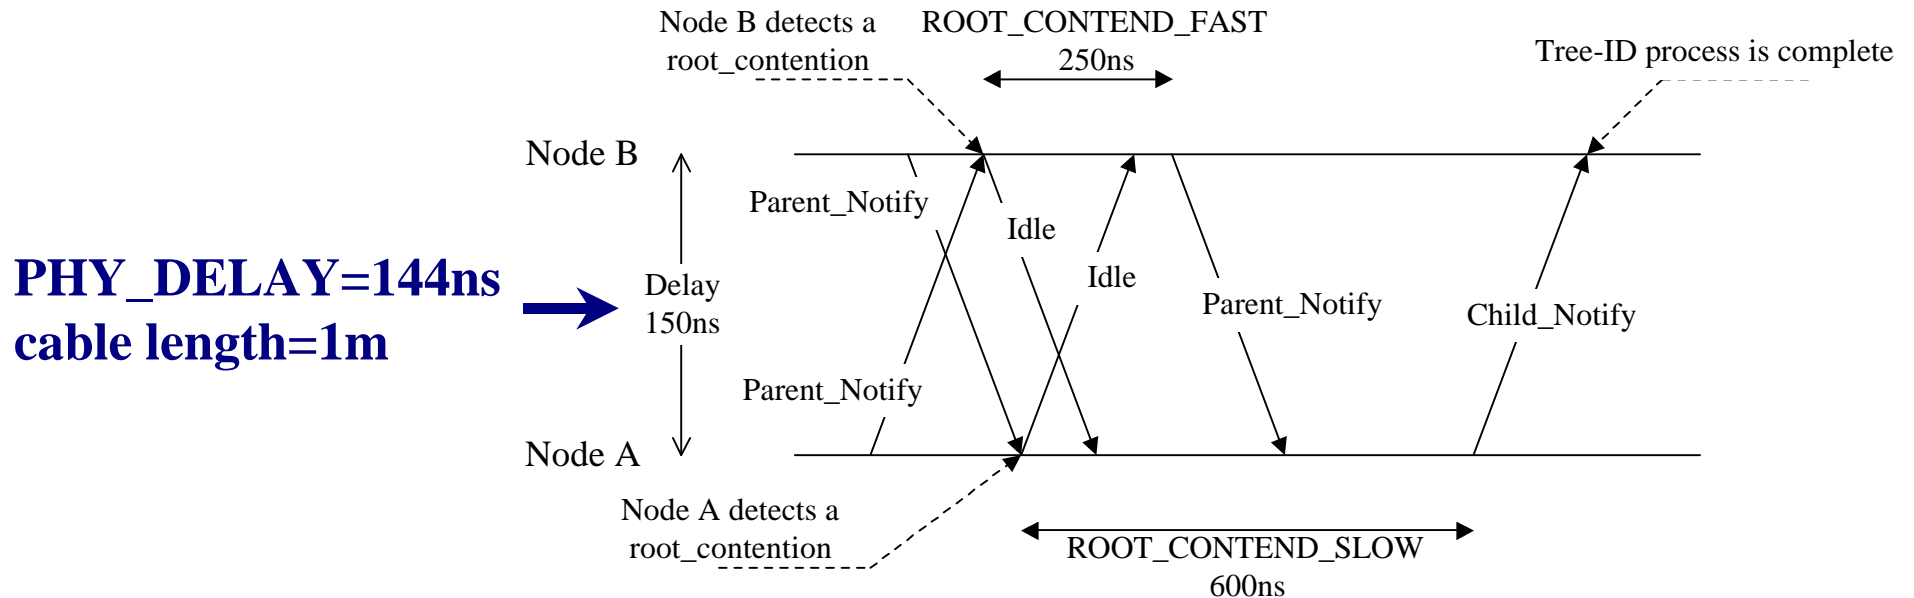 Node B detects a
root_contention
ROOT_CONTEND_FAST
250ns
Tree-ID process is complete
Node B
Parent_Notify
Idle
Idle
PHY_DELAY=144ns
cable length=1m
Delay
150ns
Parent_Notify
Child_Notify
Parent_Notify
Node A
Node A detects a
root_contention
ROOT_CONTEND_SLOW
600ns